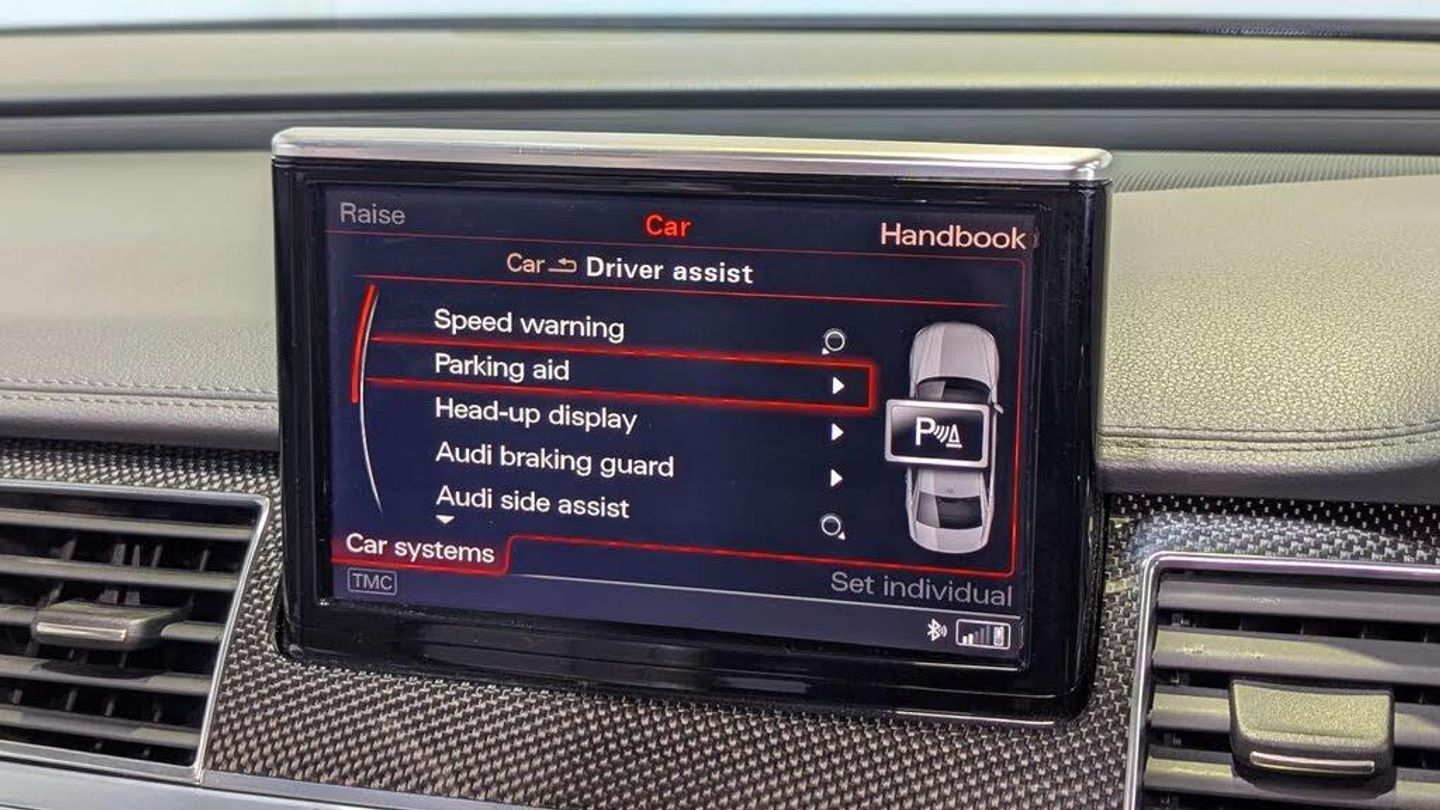 Raise
Car
Handbook
Car Driver assist
Speed warning
Parking aid
Head-up display
Audi braking guard
Audi side assist
Car systems
Set individual
TMC
P